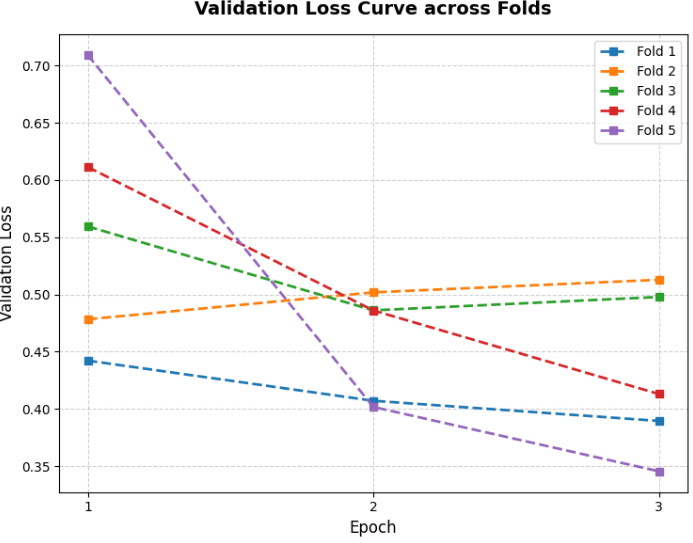 Validation Loss Curve across Folds
Validation Loss
0.70
0.65
0.60
0.55
0.50
0.45
0.40
0.35
Fold 1
Fold 2
Fold 3
Fold 4
Fold 5
1
2
3
Epoch